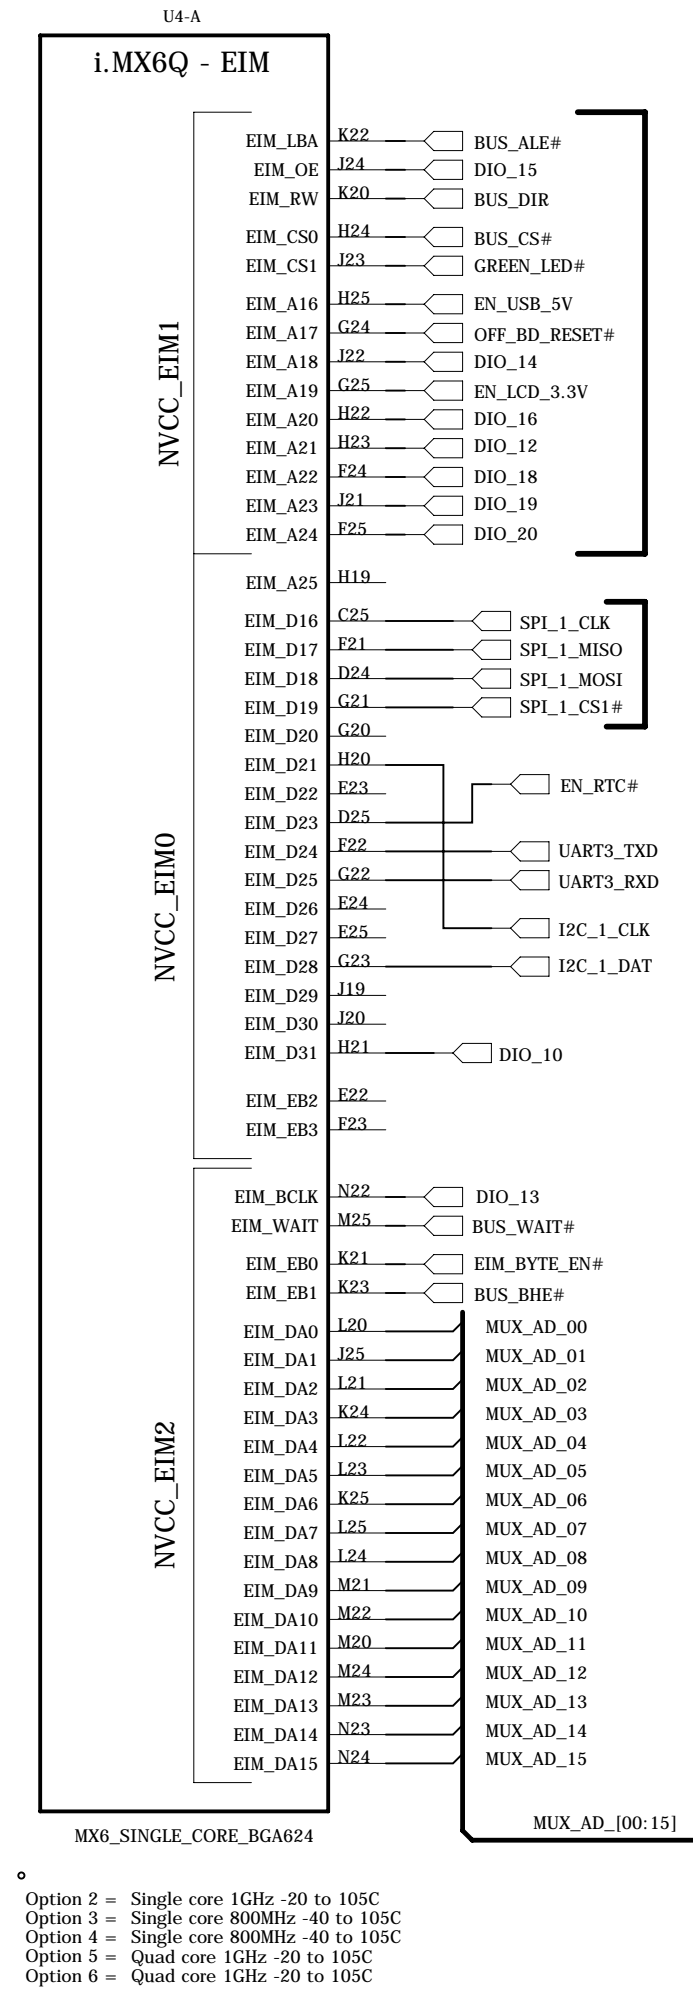 U4-A
i.MX6Q - EIM
NVCC_EIM1
EIM_LBA K22 BUS_ALE#
EIM_OE J24 DIO_15
EIM_RW K20 BUS_DIR
EIM_CS0 H24 BUS_CS#
EIM_CS1 J23 GREEN_LED#
EIM_A16 H25 EN_USB_5V
EIM_A17 G24 OFF_BD_RESET#
EIM_A18 J22 DIO_14
EIM_A19 G25 EN_LCD_3.3V
EIM_A20 H22 DIO_16
EIM_A21 H23 DIO_12
EIM_A22 F24 DIO_18
EIM_A23 J21 DIO_19
EIM_A24 F25 DIO_20
NVCC_EIM0
EIM_A25 H19
EIM_D16 C25 SPI_1_CLK
EIM_D17 F21 SPI_1_MISO
EIM_D18 D24 SPI_1_MOSI
EIM_D19 G21 SPI_1_CS1#
EIM_D20 G20
EIM_D21 H20
EIM_D22 E23 EN_RTC#
EIM_D23 D25
EIM_D24 F22 UART3_TXD
EIM_D25 G22 UART3_RXD
EIM_D26 E24
EIM_D27 E25 I2C_1_CLK
EIM_D28 G23 I2C_1_DAT
EIM_D29 J19
EIM_D30 J20
EIM_D31 H21 DIO_10
EIM_EB2 E22
EIM_EB3 F23
NVCC_EIM2
EIM_BCLK N22 DIO_13
EIM_WAIT M25 BUS_WAIT#
EIM_EB0 K21 EIM_BYTE_EN#
EIM_EB1 K23 BUS_BHE#
EIM_DA0 L20 MUX_AD_00
EIM_DA1 J25 MUX_AD_01
EIM_DA2 L21 MUX_AD_02
EIM_DA3 K24 MUX_AD_03
EIM_DA4 L22 MUX_AD_04
EIM_DA5 L23 MUX_AD_05
EIM_DA6 K25 MUX_AD_06
EIM_DA7 L25 MUX_AD_07
EIM_DA8 L24 MUX_AD_08
EIM_DA9 M21 MUX_AD_09
EIM_DA10 M22 MUX_AD_10
EIM_DA11 M20 MUX_AD_11
EIM_DA12 M24 MUX_AD_12
EIM_DA13 M23 MUX_AD_13
EIM_DA14 N23 MUX_AD_14
EIM_DA15 N24 MUX_AD_15
MUX_AD_[00:15]
MX6_SINGLE_CORE_BGA624
Option 2 = Single core 1GHz -20 to 105C
Option 3 = Single core 800MHz -40 to 105C
Option 4 = Single core 800MHz -40 to 105C
Option 5 = Quad core 1GHz -20 to 105C
Option 6 = Quad core 1GHz -20 to 105C